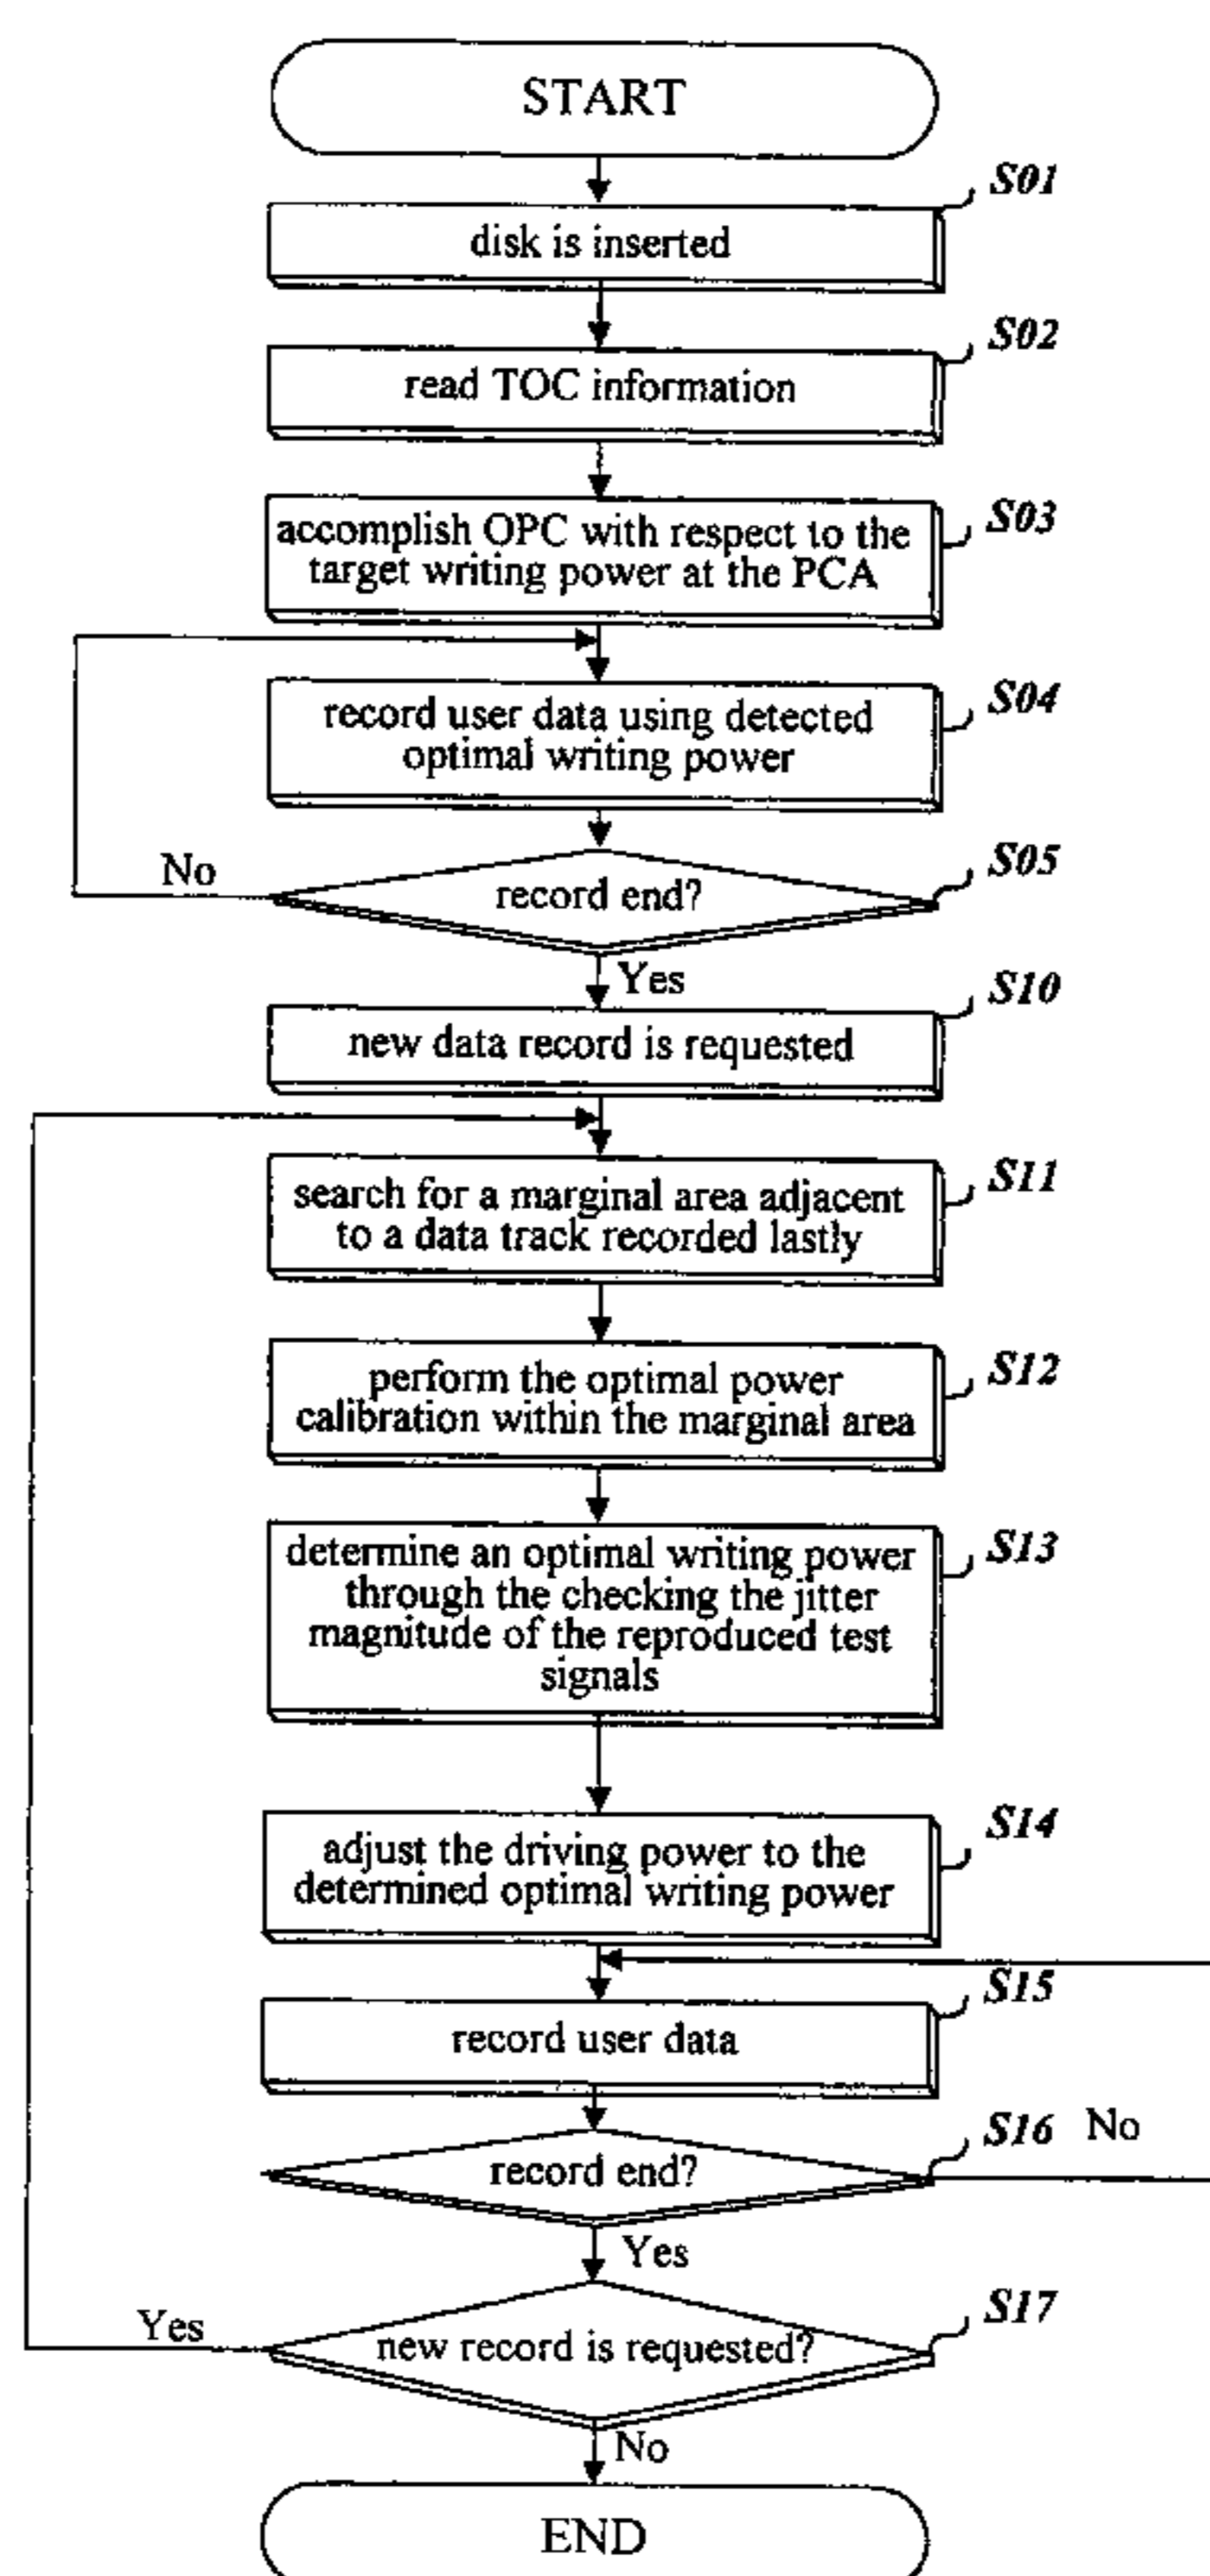 START
S01
disk is inserted
S02
read TOC information
S03
accomplish OPC with respect to the
target writing power at the PCA
S04
record user data using detected
optimal writing power
S05
No
record end?
Yes
S10
new data record is requested
S11
search for a marginal area adjacent
to a data track recorded lastly
S12
perform the optimal power
calibration within the marginal area
S13
determine an optimal writing power
through the checking the jitter
magnitude of the reproduced test
signals
S14
adjust the driving power to the
determined optimal writing power
S15
record user data
S16 No
record end?
Yes
S17
Yes
new record is requested?
No
END